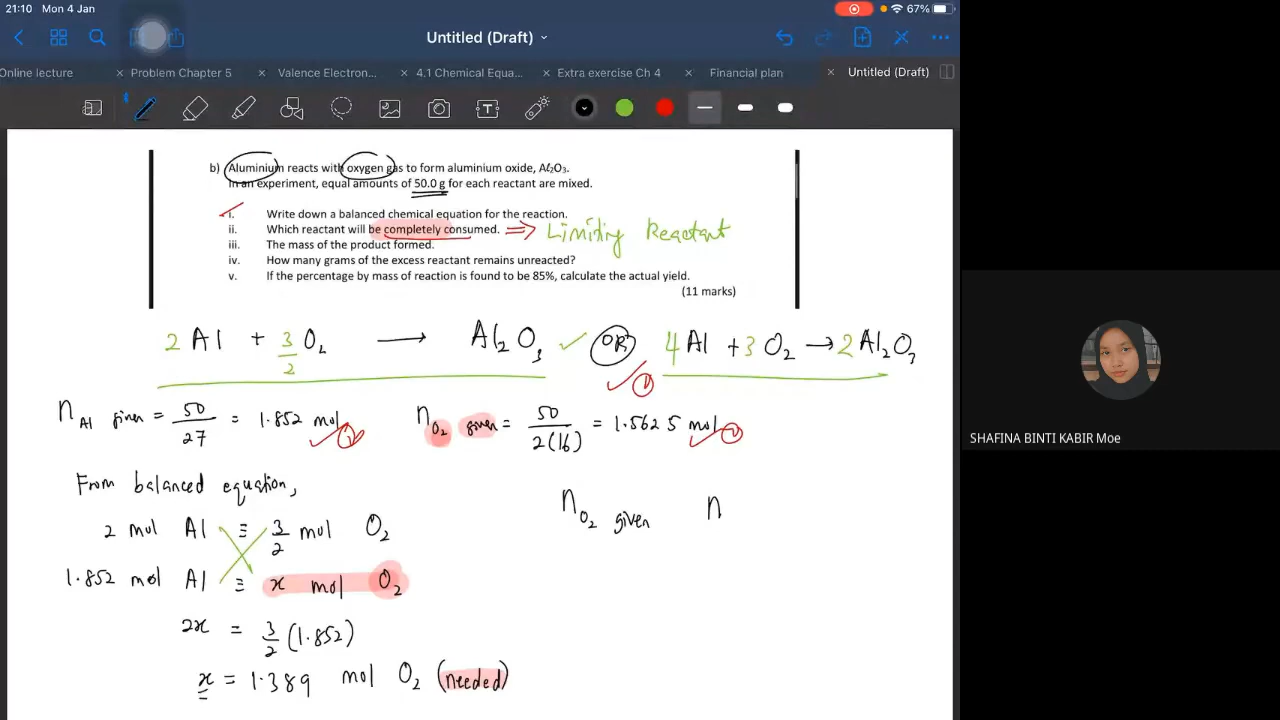 21:10 Mon 4 Jan
67%
Untitled (Draft)
Online lecture
Problem Chapter 5
Valence Electron...
4.1 Chemical Equa...
Extra exercise Ch 4
Financial plan
Untitled (Draft)
b) Aluminium reacts with oxygen gas to form aluminium oxide, Aℓ₂O₃.
In an experiment, equal amounts of 50.0 g for each reactant are mixed.
i. Write down a balanced chemical equation for the reaction.
ii. Which reactant will be completely consumed. ⇒ Limiting Reactant
iii. The mass of the product formed.
iv. How many grams of the excess reactant remains unreacted?
v. If the percentage by mass of reaction is found to be 85%, calculate the actual yield.
(11 marks)
2 Al + 3/2 O₂ → Al₂O₃ ✓ OR 4 Al + 3 O₂ → 2 Al₂O₃
✓ ①
n Al given = 50/27 = 1.852 mol ✓ ① n O₂ given = 50/2(16) = 1.5625 mol ✓ ①
From balanced equation,
2 mol Al ≡ 3/2 mol O₂ n O₂ given n
1.852 mol Al ≡ x mol O₂
2x = 3/2 (1.852)
x = 1.389 mol O₂ (needed)
SHAFINA BINTI KABIR Moe